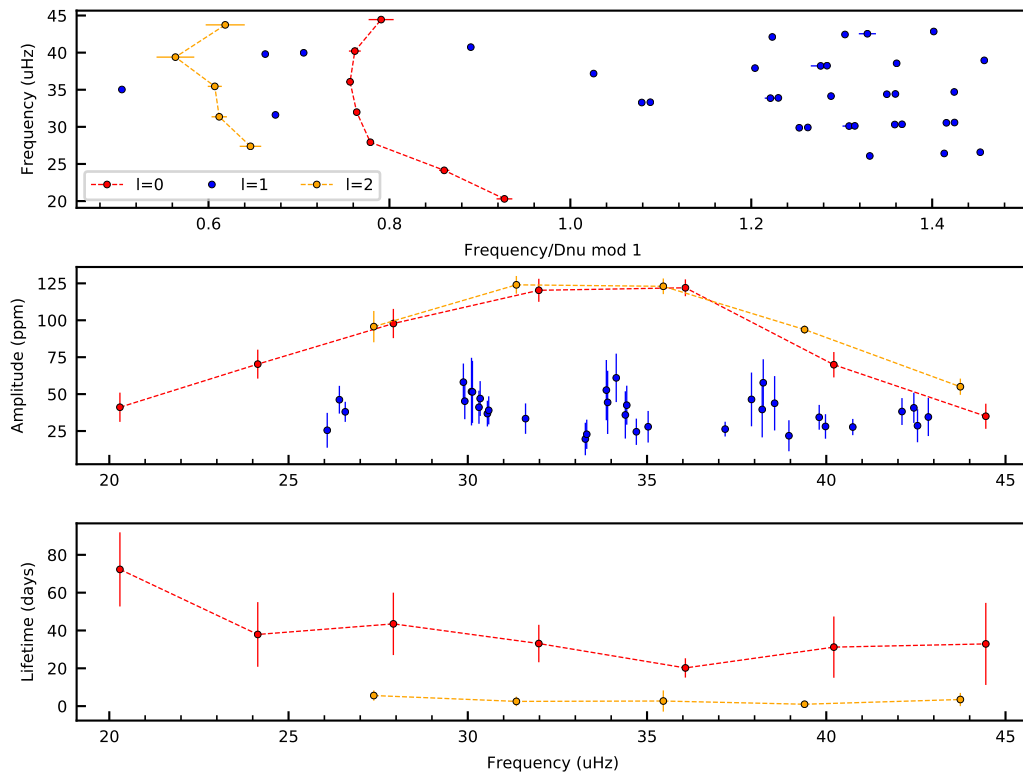 45
40
35
30
25
20
Frequency (uHz)
l=0 l=1 l=2
0.6 0.8 1.0 1.2 1.4
Frequency/Dnu mod 1
125
100
75
50
25
Amplitude (ppm)
20 25 30 35 40 45
80
60
40
20
0
Lifetime (days)
20 25 30 35 40 45
Frequency (uHz)